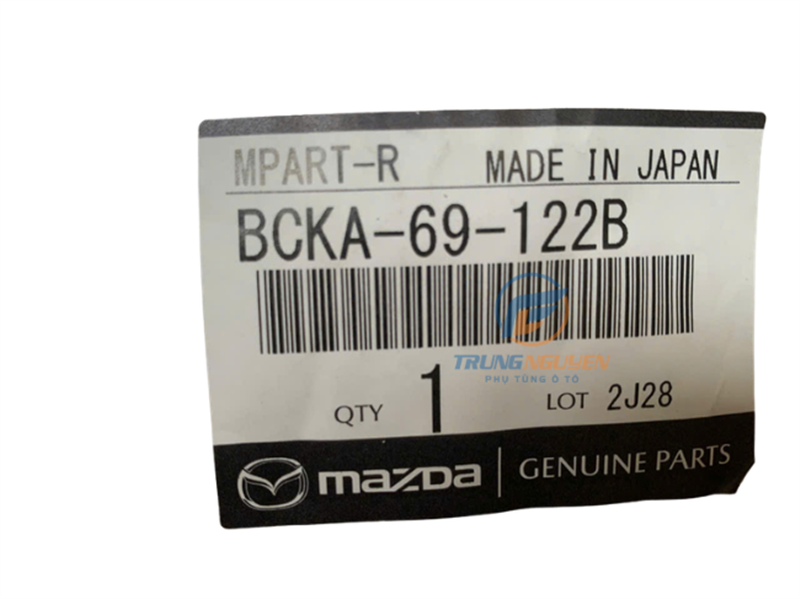 MPART-R MADE IN JAPAN
BCKA-69-122B
TRUNG NGUYEN
PHỤ TÙNG Ô TÔ
QTY 1 LOT 2J28
mazda GENUINE PARTS